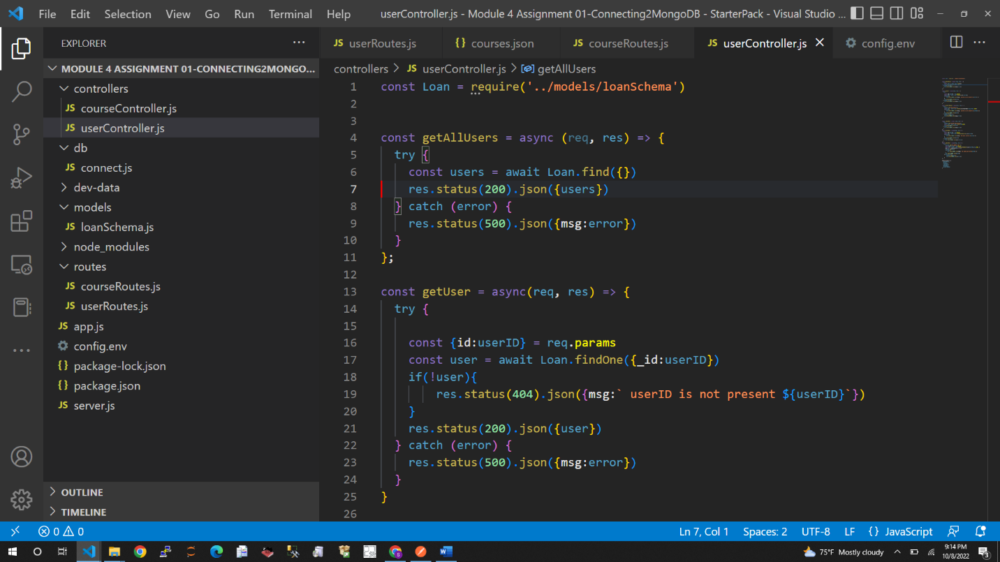 File Edit Selection View Go Run Terminal Help userController.js - Module 4 Assignment 01-Connecting2MongoDB - StarterPack - Visual Studio ...
EXPLORER ...
MODULE 4 ASSIGNMENT 01-CONNECTING2MONGO...
controllers
JS courseController.js
JS userController.js
db
JS connect.js
dev-data
models
JS loanSchema.js
node_modules
routes
JS courseRoutes.js
JS userRoutes.js
JS app.js
config.env
{} package-lock.json
{} package.json
JS server.js
OUTLINE
TIMELINE
JS userRoutes.js {} courses.json JS courseRoutes.js JS userController.js config.env
controllers > JS userController.js > getAllUsers
1 const Loan = require('../models/loanSchema')
2
3
4 const getAllUsers = async (req, res) => {
5 try {
6 const users = await Loan.find({})
7 res.status(200).json({users})
8 } catch (error) {
9 res.status(500).json({msg:error})
10 }
11 };
12
13 const getUser = async(req, res) => {
14 try {
15
16 const {id:userID} = req.params
17 const user = await Loan.findOne({_id:userID})
18 if(!user){
19 res.status(404).json({msg:` userID is not present ${userID}`})
20 }
21 res.status(200).json({user})
22 } catch (error) {
23 res.status(500).json({msg:error})
24 }
25 }
26
0 0 Ln 7, Col 1 Spaces: 2 UTF-8 LF {} JavaScript
75°F Mostly cloudy 9:14 PM
10/8/2022 3